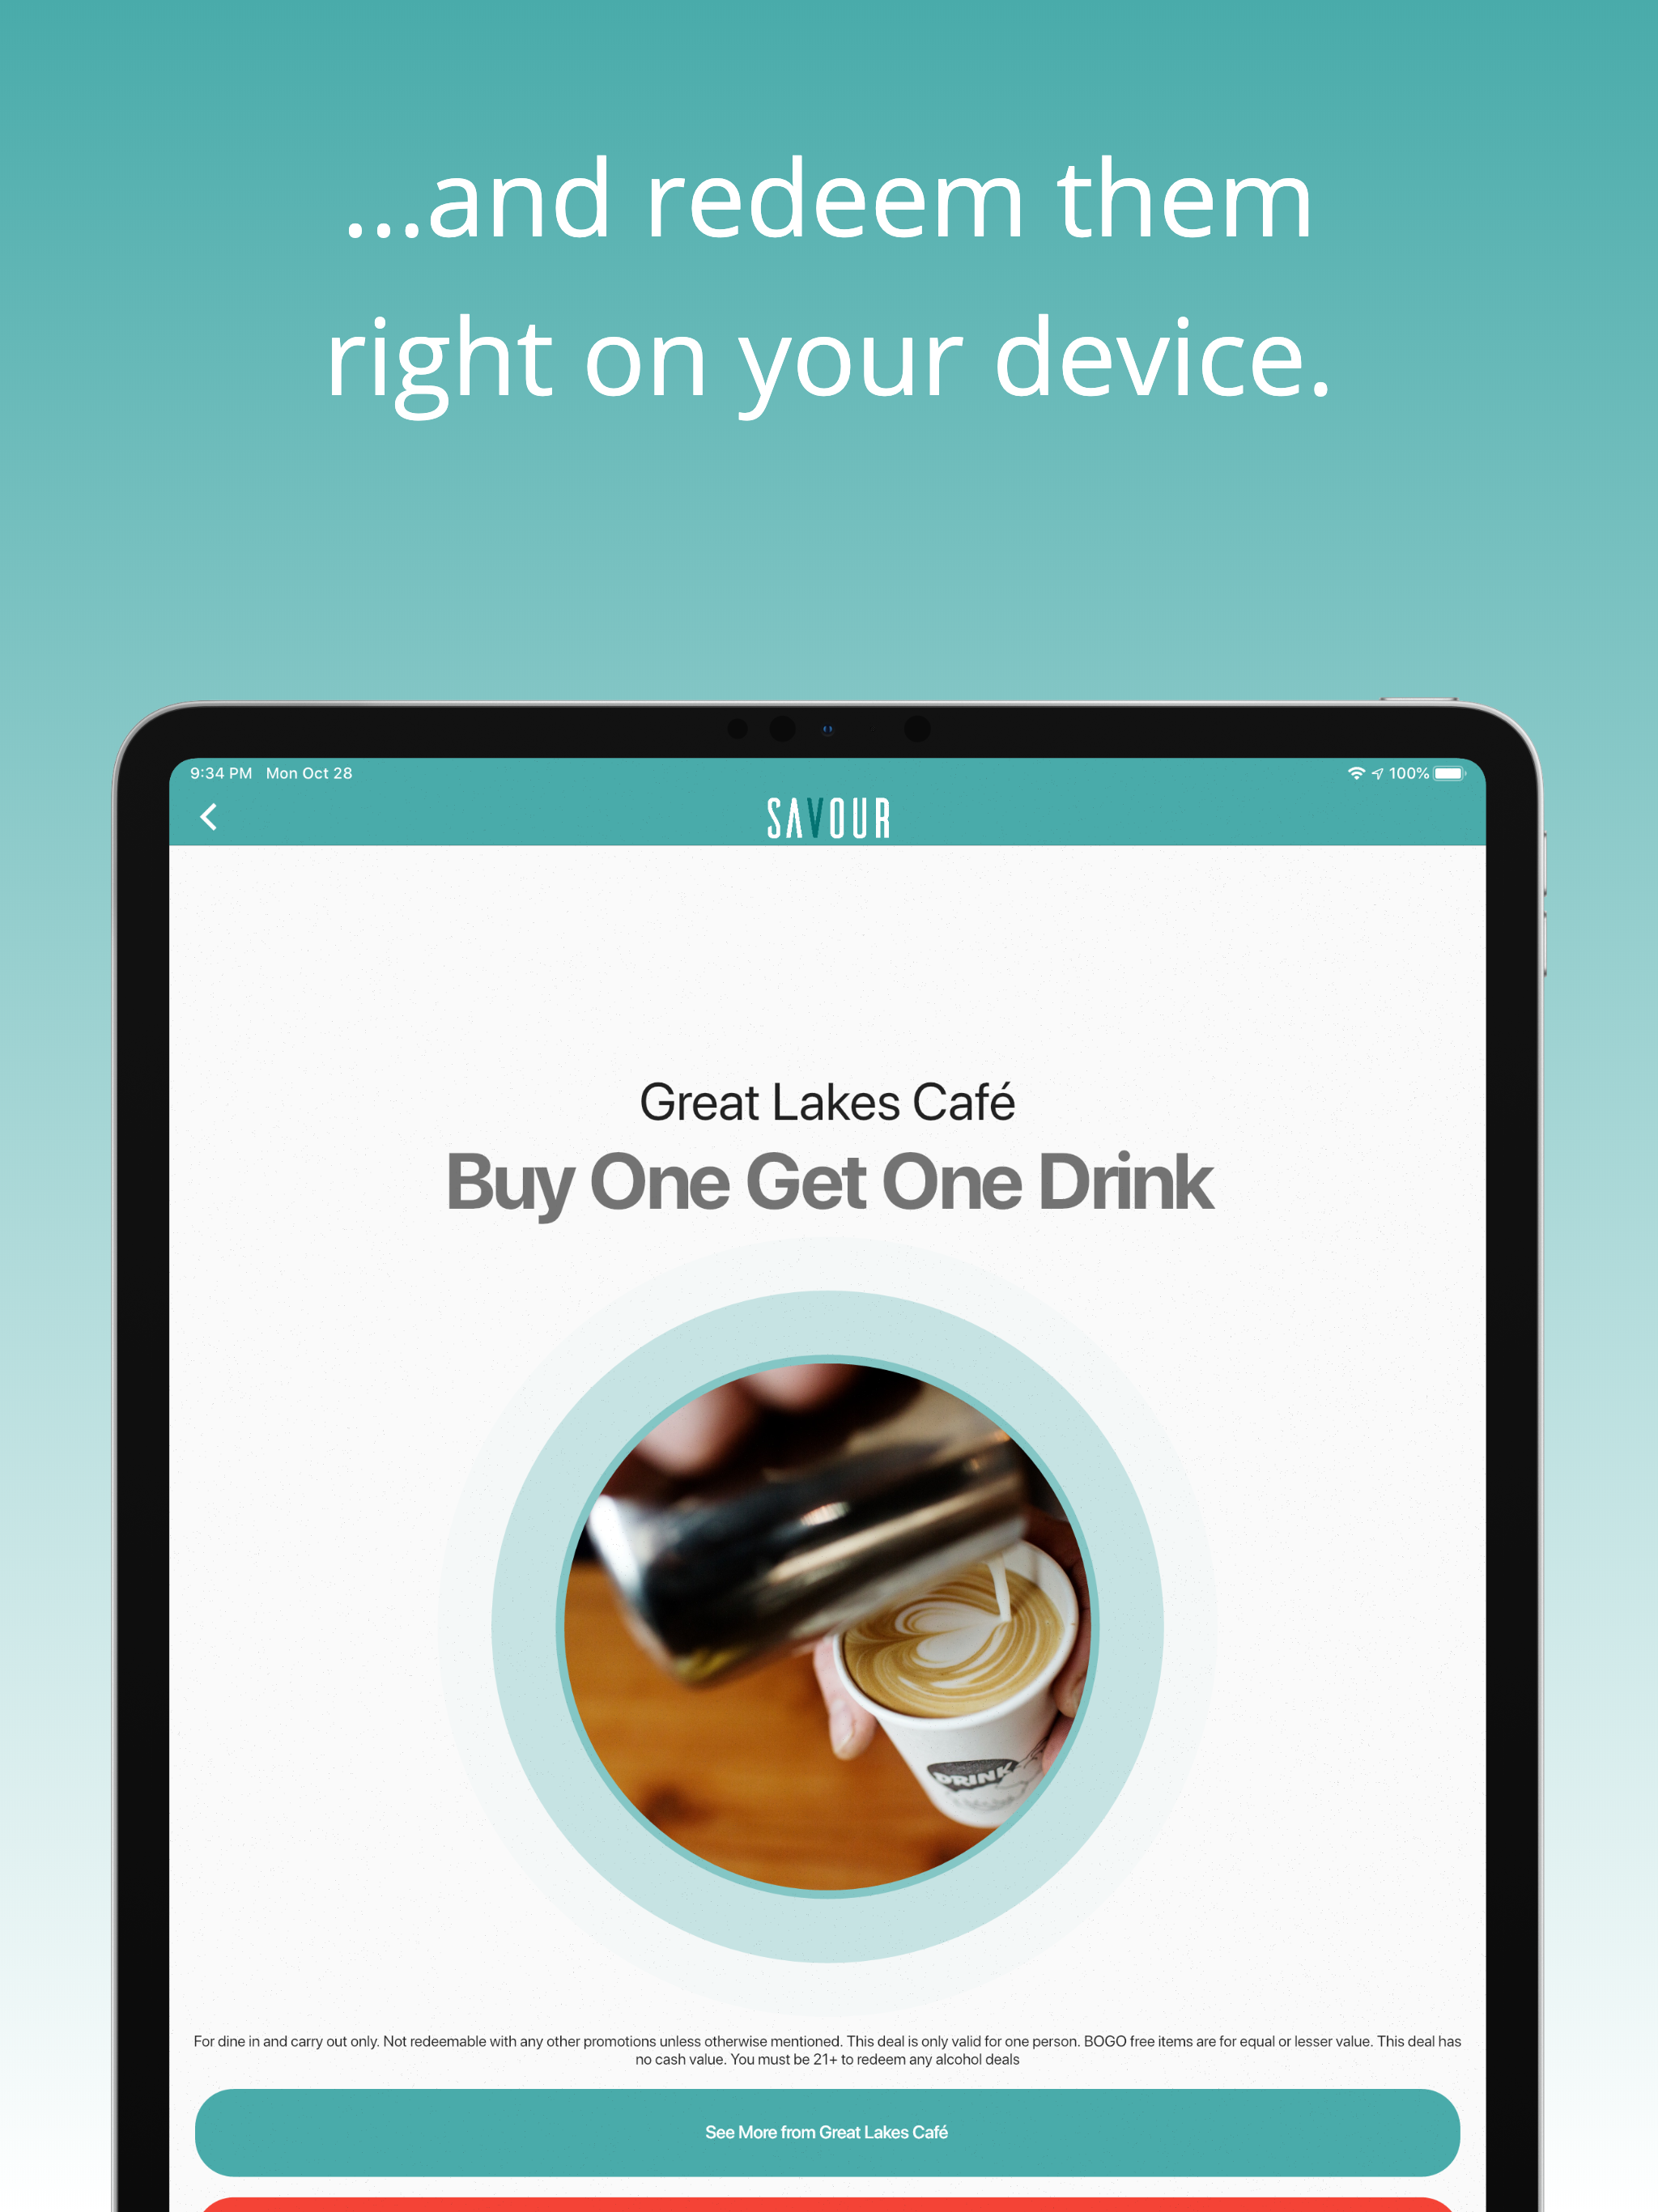 ...and redeem them
right on your device.
9:34 PM Mon Oct 28
100%
SAVOUR
Great Lakes Café
Buy One Get One Drink
DRINK
For dine in and carry out only. Not redeemable with any other promotions unless otherwise mentioned. This deal is only valid for one person. BOGO free items are for equal or lesser value. This deal has
no cash value. You must be 21+ to redeem any alcohol deals
See More from Great Lakes Café